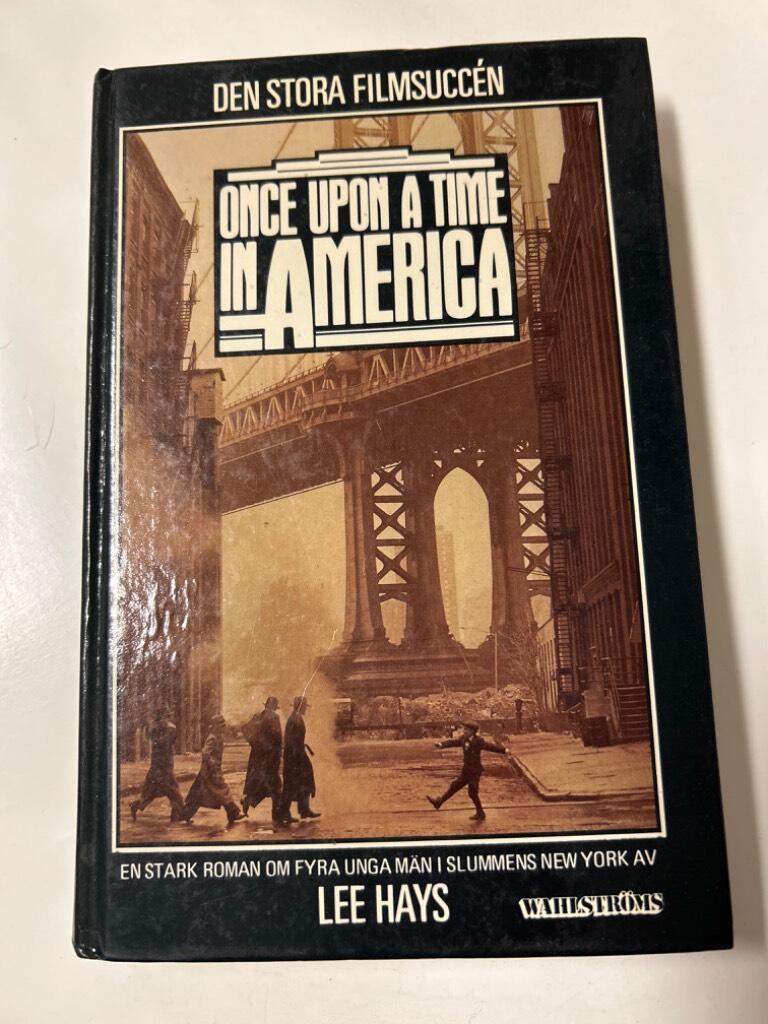 DEN STORA FILMSUCCÉN
ONCE UPON A TIME
IN AMERICA
EN STARK ROMAN OM FYRA UNGA MÄN I SLUMMENS NEW YORK AV
LEE HAYS
WAHLSTRÖMS